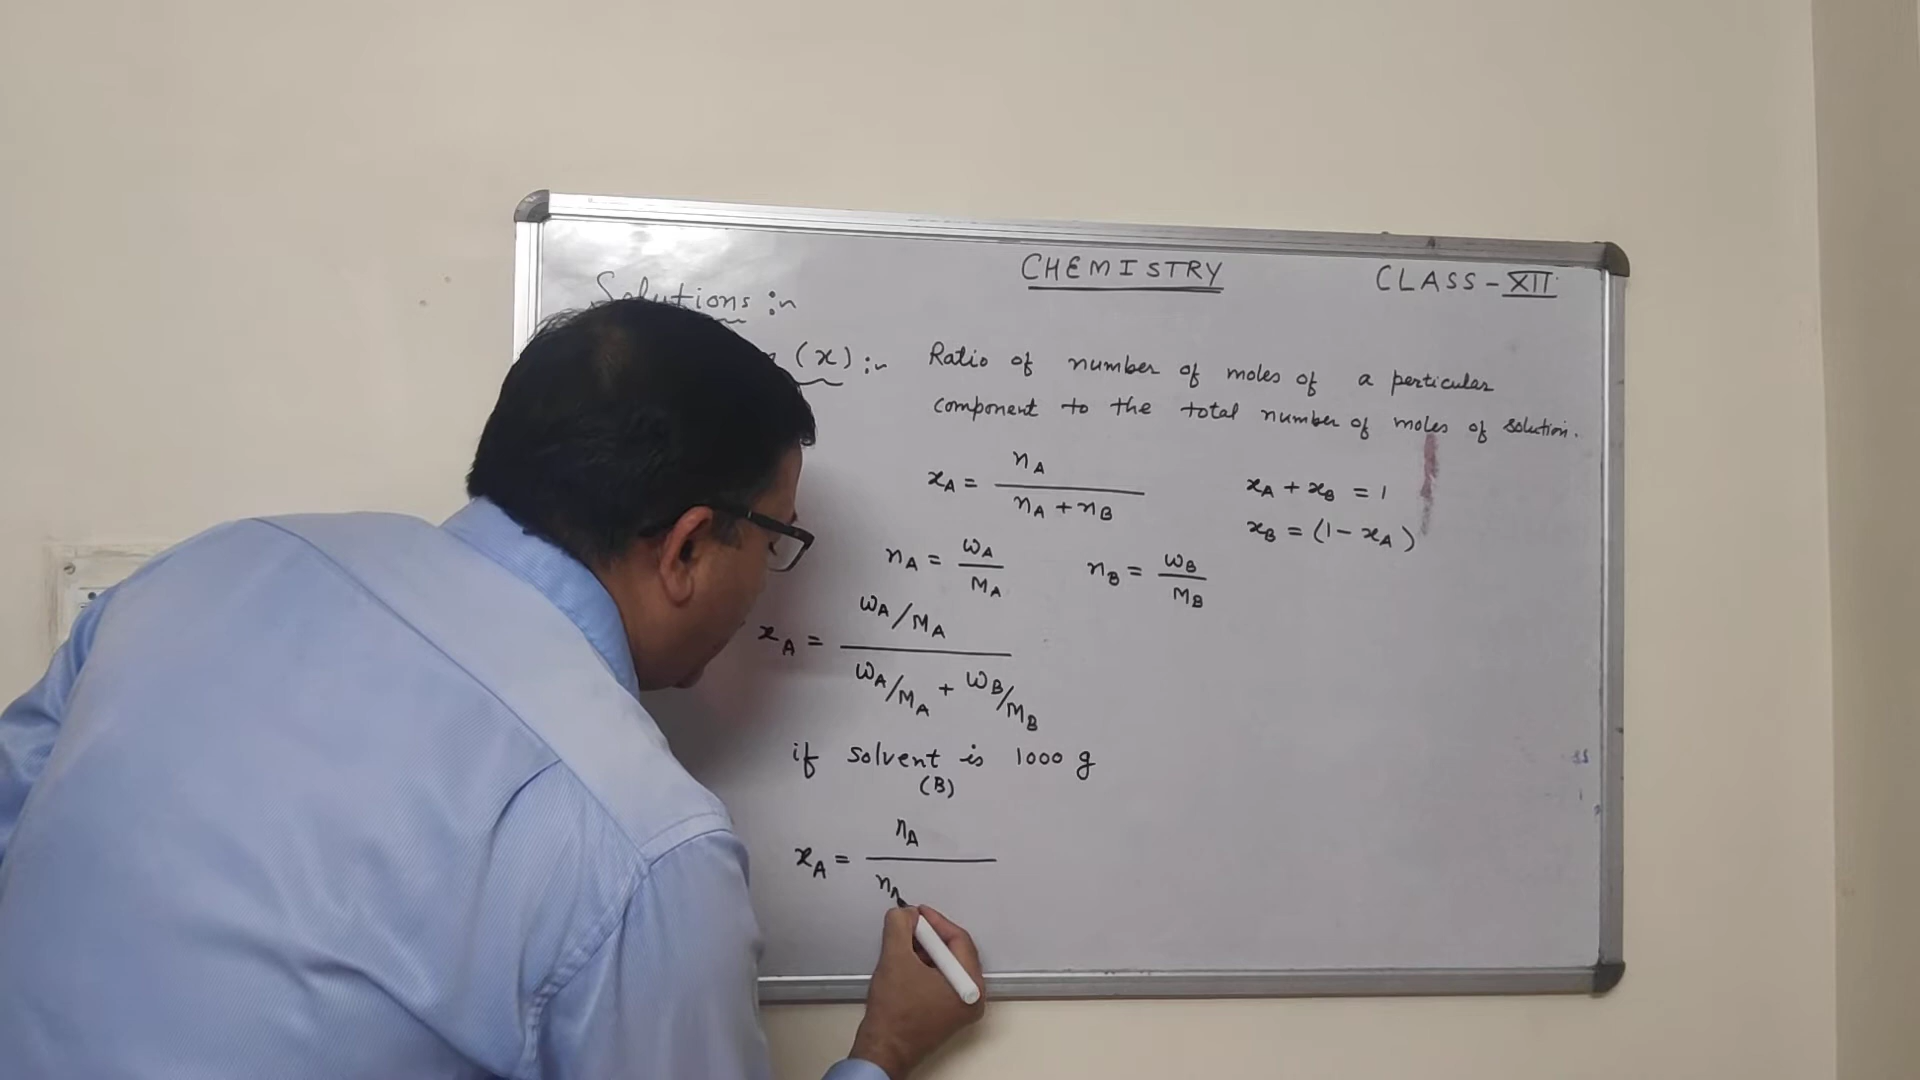 CHEMISTRY CLASS - XII
Solutions :~
(x) :~ Ratio of number of moles of a perticular
component to the total number of moles of solution.
x_A = n_A / (n_A + n_B)
x_A + x_B = 1
x_B = (1 - x_A)
n_A = W_A / M_A n_B = W_B / M_B
x_A = (W_A/M_A) / (W_A/M_A + W_B/M_B)
if solvent is 1000 g
(B)
x_A = n_A / n_A